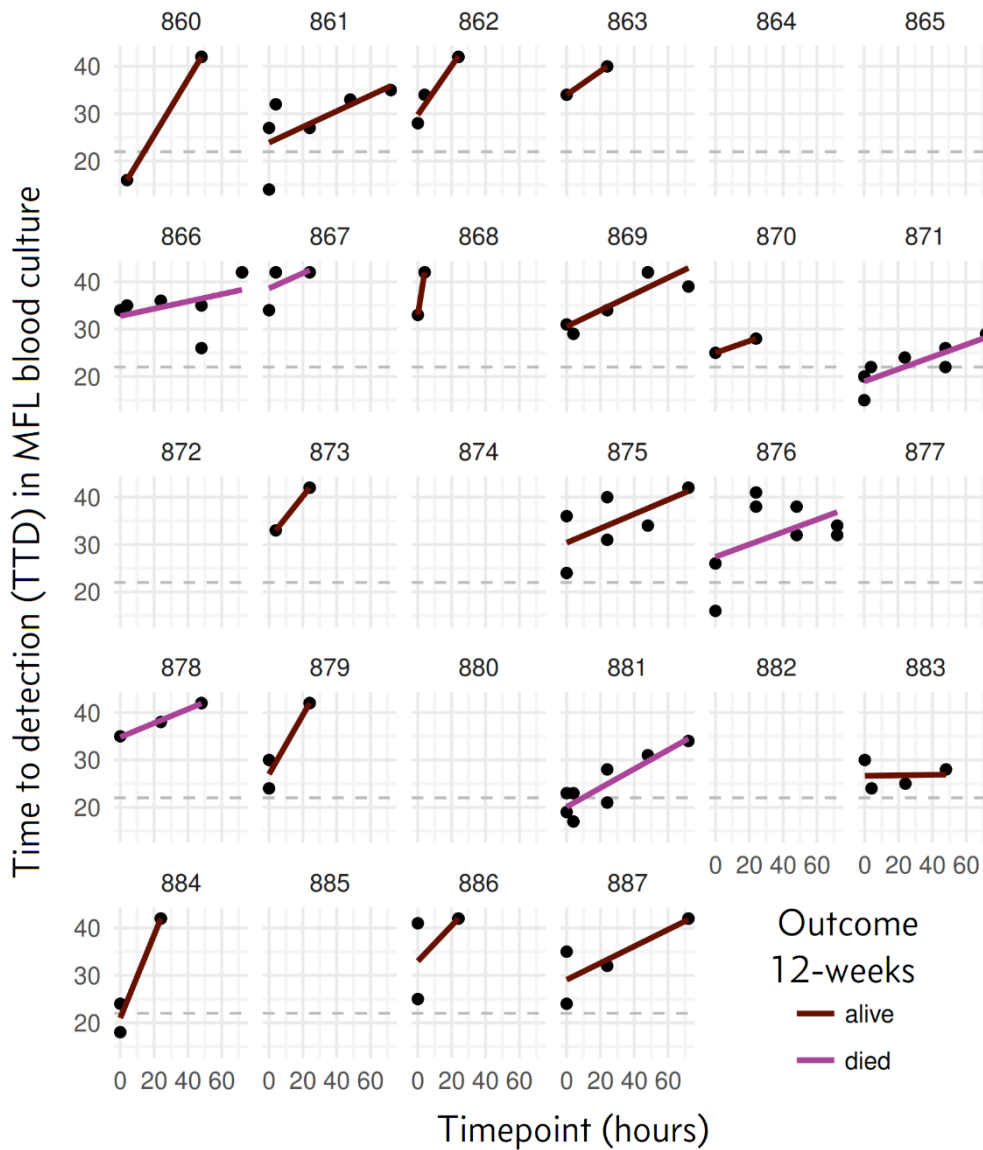 860 861 862 863 864 865
40
30
20
866 867 868 869 870 871
40
30
20
872 873 874 875 876 877
40
30
20
878 879 880 881 882 883
40
30
20
0 20 40 60 0 20 40 60
884 885 886 887
40
30
20
0 20 40 60 0 20 40 60 0 20 40 60 0 20 40 60
Time to detection (TTD) in MFL blood culture
Timepoint (hours)
Outcome
12-weeks
alive
died